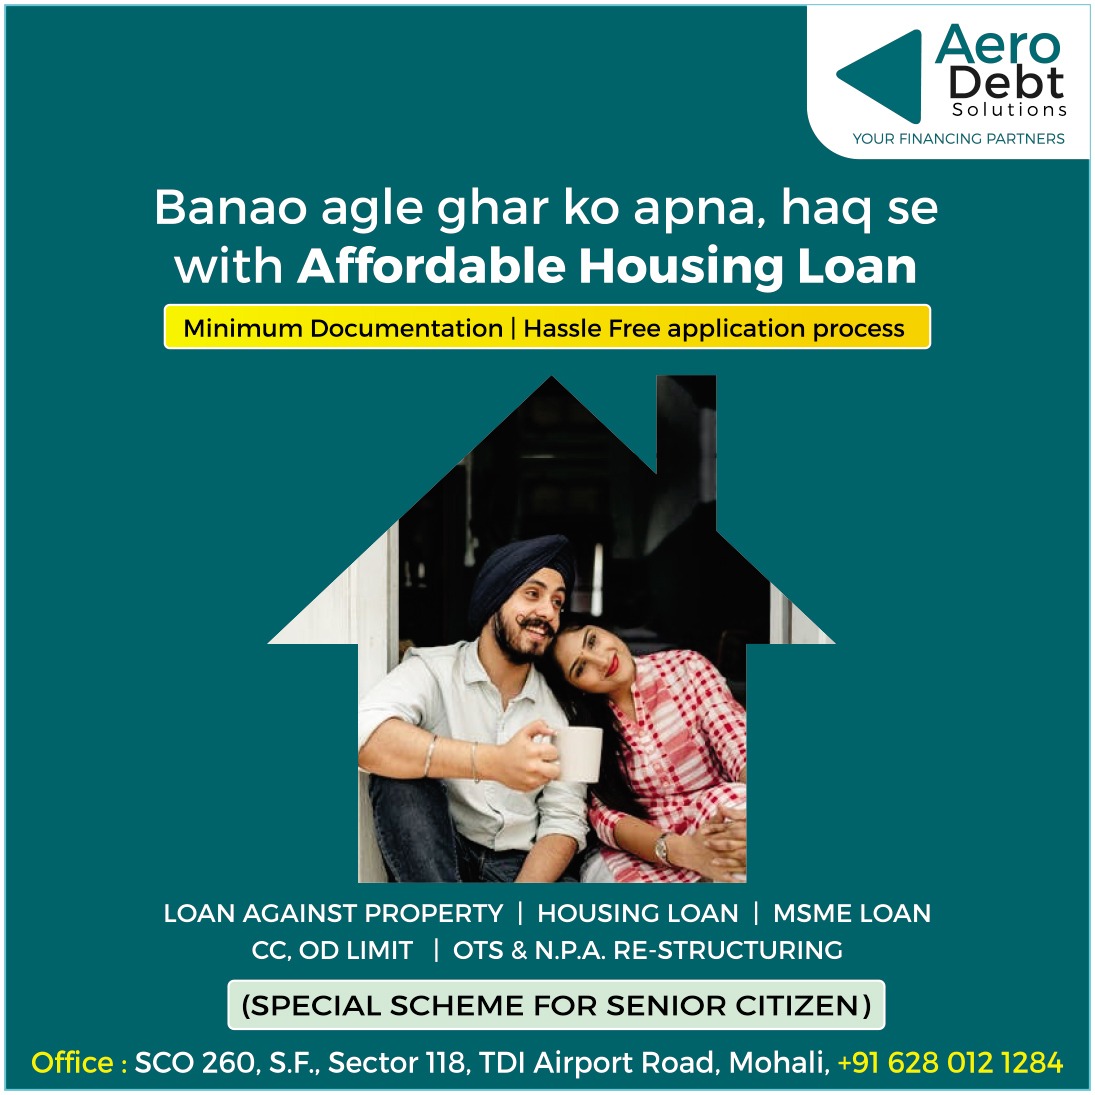 Aero
Debt
Solutions
YOUR FINANCING PARTNERS
Banao agle ghar ko apna, haq se
with Affordable Housing Loan
Minimum Documentation | Hassle Free application process
LOAN AGAINST PROPERTY | HOUSING LOAN | MSME LOAN
CC, OD LIMIT | OTS & N.P.A. RE-STRUCTURING
(SPECIAL SCHEME FOR SENIOR CITIZEN)
Office : SCO 260, S.F., Sector 118, TDI Airport Road, Mohali, +91 628 012 1284